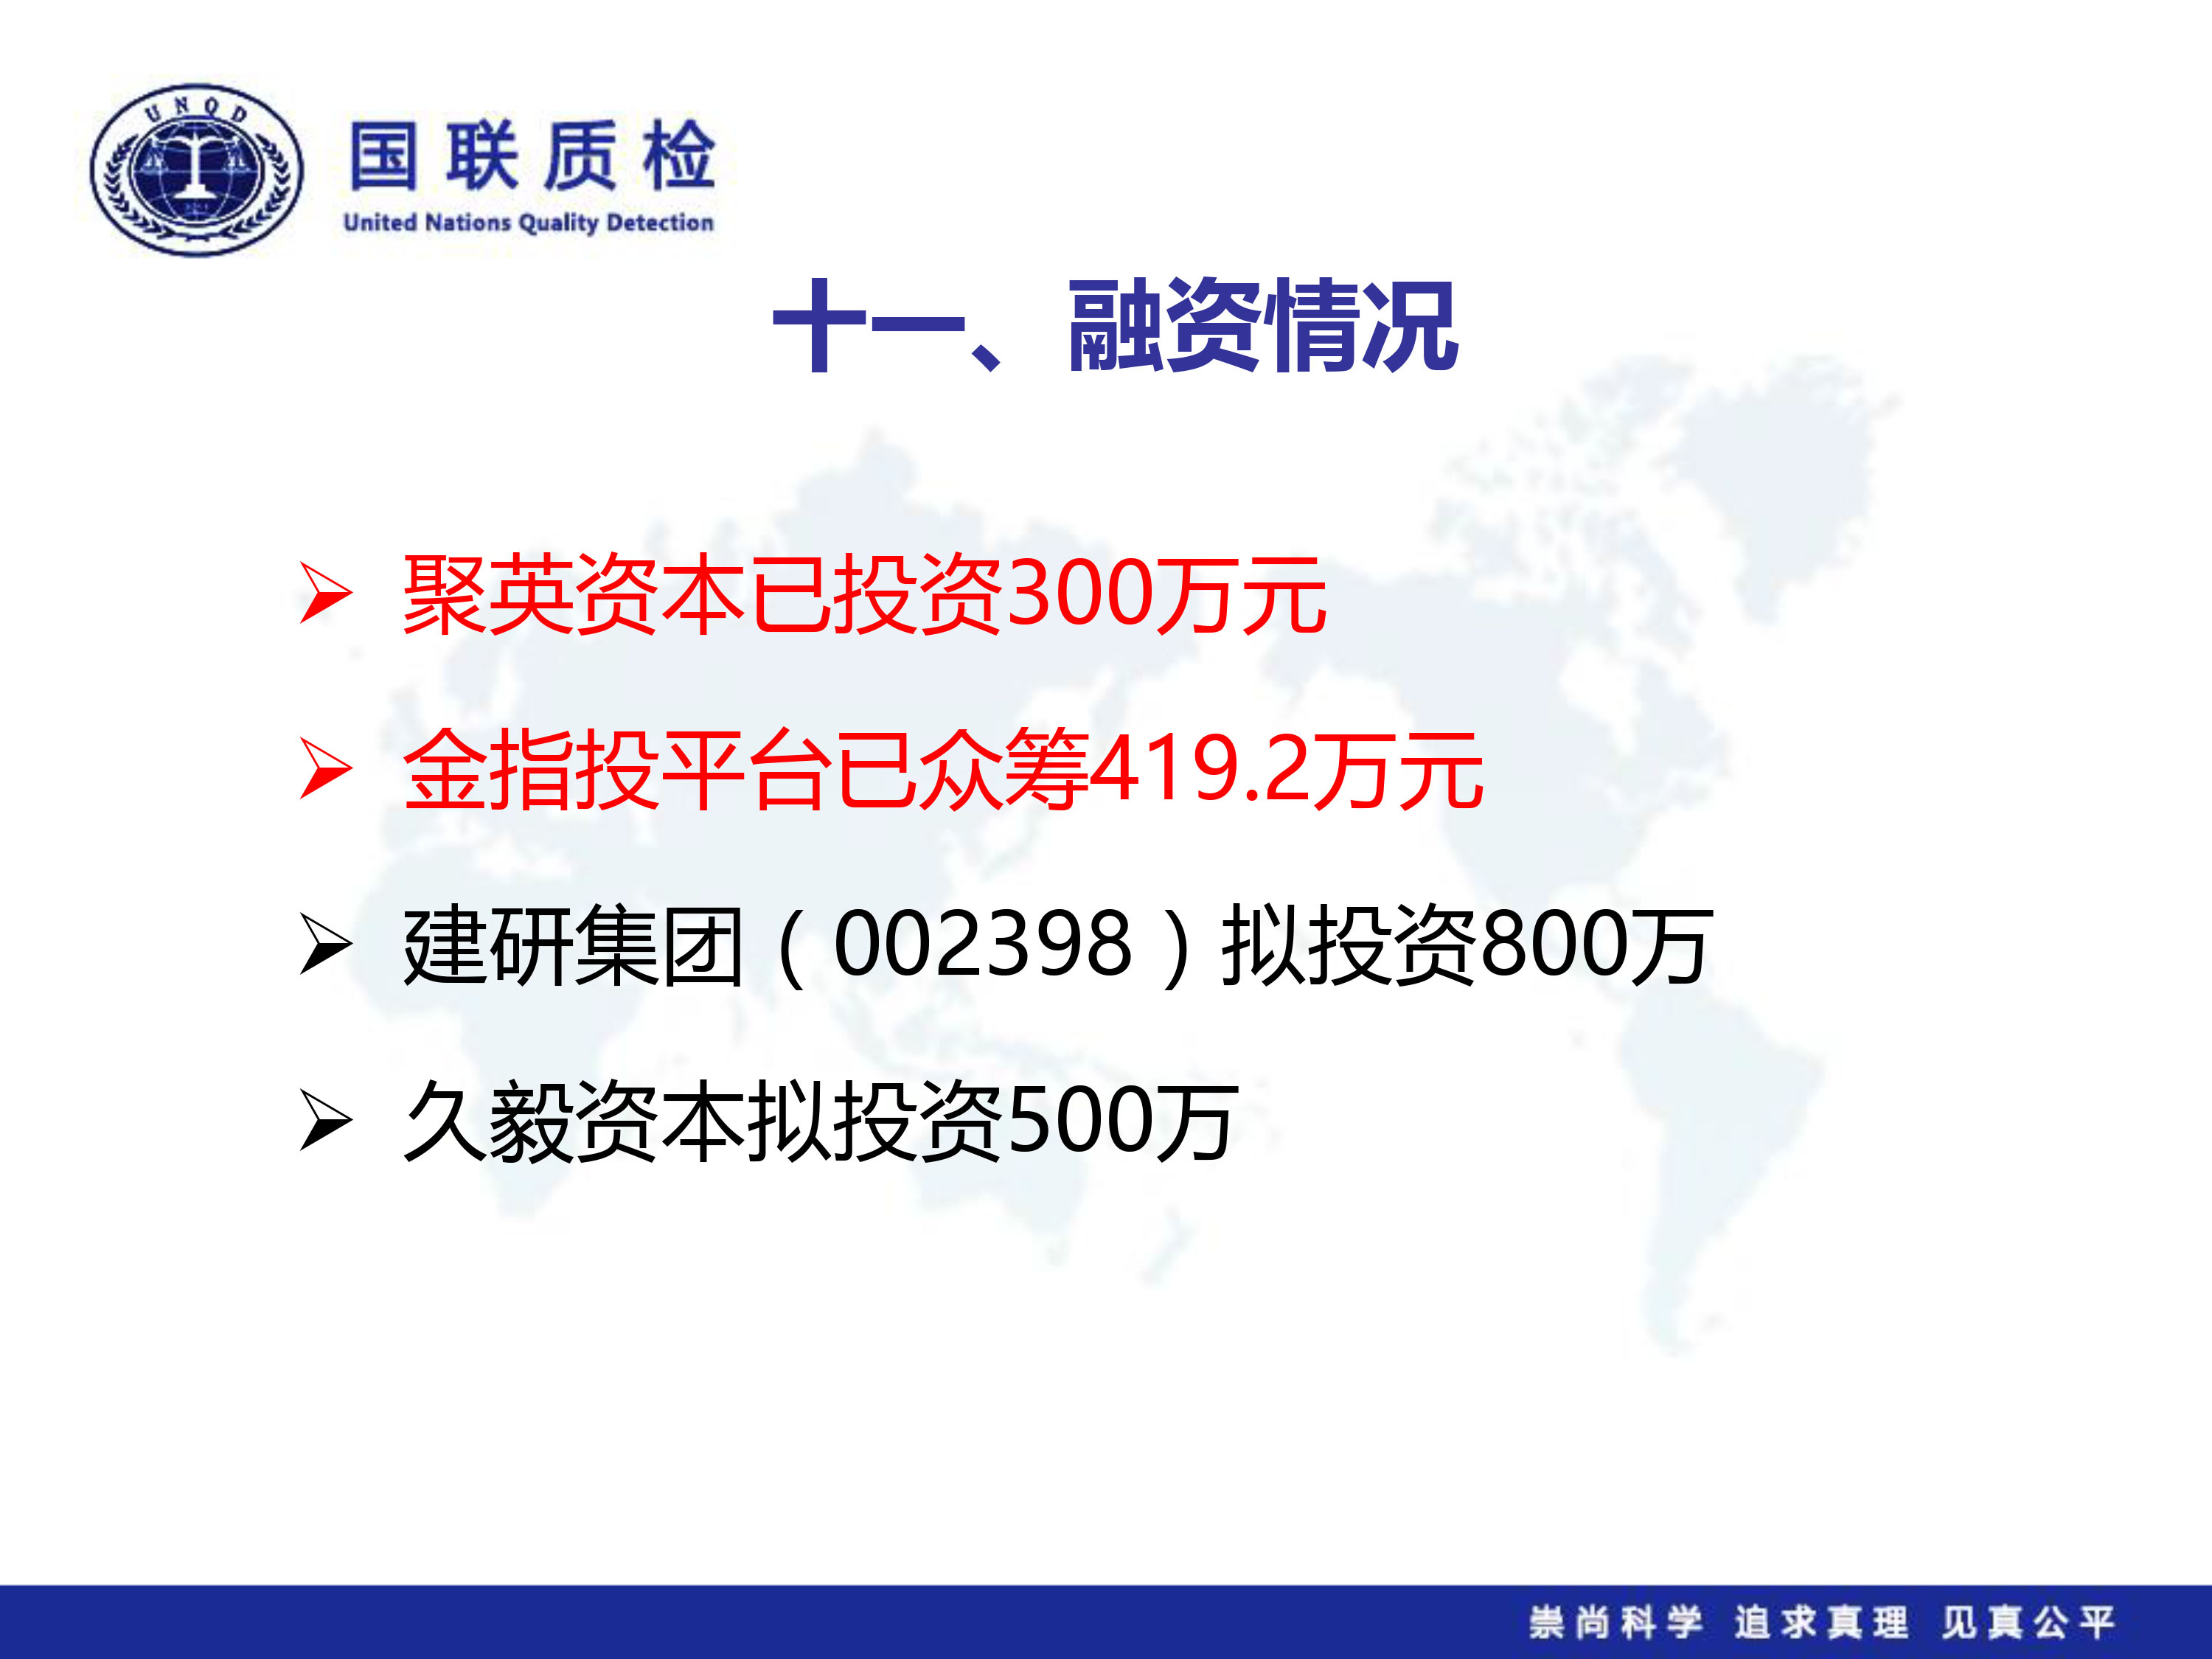 UNQD
国联质检
United Nations Quality Detection
十一、融资情况
聚英资本已投资300万元
金指投平台已众筹419.2万元
建研集团（002398）拟投资800万
久毅资本拟投资500万
崇尚科学 追求真理 见真公平